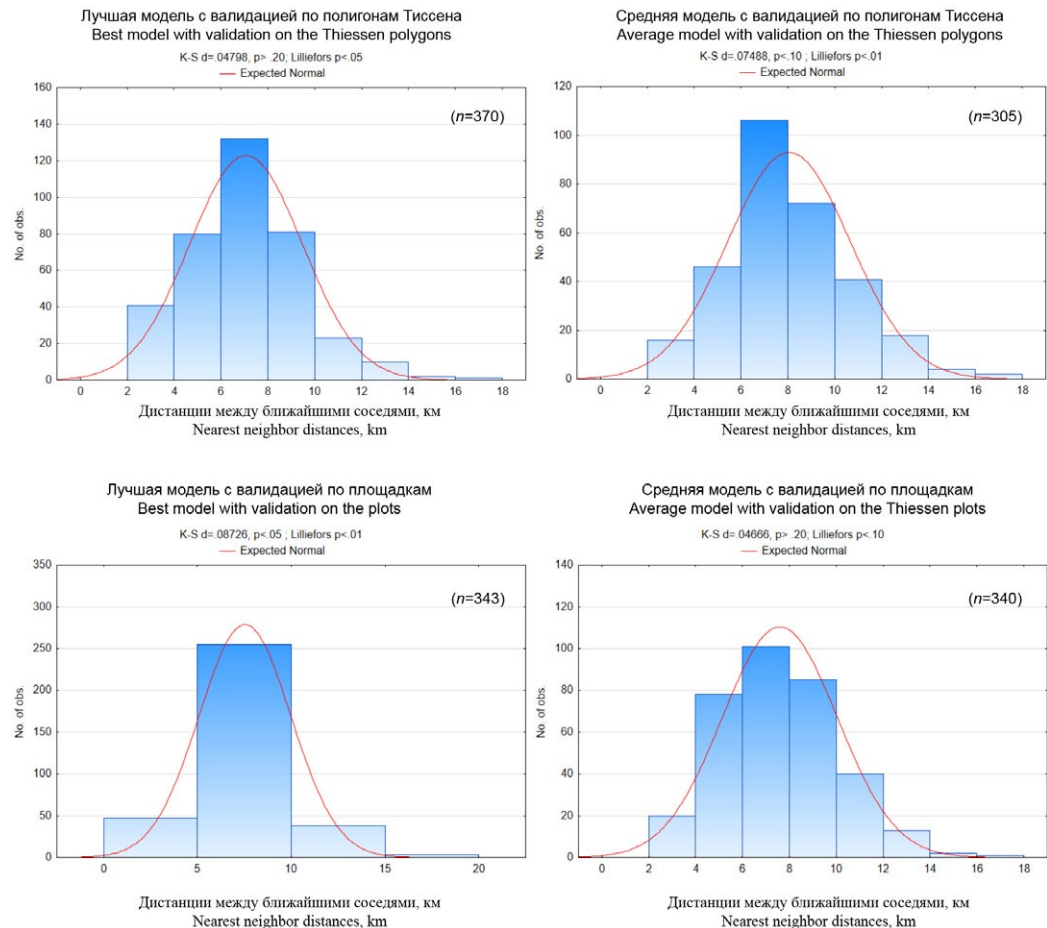 Лучшая модель с валидацией по полигонам Тиссена
Best model with validation on the Thiessen polygons
K-S d=.04798, p> .20; Lilliefors p<.05
Expected Normal
(n=370)
No. of obs.
160
140
120
100
80
60
40
20
0
0 2 4 6 8 10 12 14 16 18
Дистанции между ближайшими соседями, км
Nearest neighbor distances, km
Средняя модель с валидацией по полигонам Тиссена
Average model with validation on the Thiessen polygons
K-S d=.07488, p<.10 ; Lilliefors p<.01
Expected Normal
(n=305)
No. of obs.
120
100
80
60
40
20
0
0 2 4 6 8 10 12 14 16 18
Дистанции между ближайшими соседями, км
Nearest neighbor distances, km
Лучшая модель с валидацией по площадкам
Best model with validation on the plots
K-S d=.08726, p<.05 ; Lilliefors p<.01
Expected Normal
(n=343)
No. of obs.
350
300
250
200
150
100
50
0
0 5 10 15 20
Дистанции между ближайшими соседями, км
Nearest neighbor distances, km
Средняя модель с валидацией по площадкам
Average model with validation on the Thiessen plots
K-S d=.04666, p> .20; Lilliefors p<.10
Expected Normal
(n=340)
No. of obs.
140
120
100
80
60
40
20
0
0 2 4 6 8 10 12 14 16 18
Дистанции между ближайшими соседями, км
Nearest neighbor distances, km